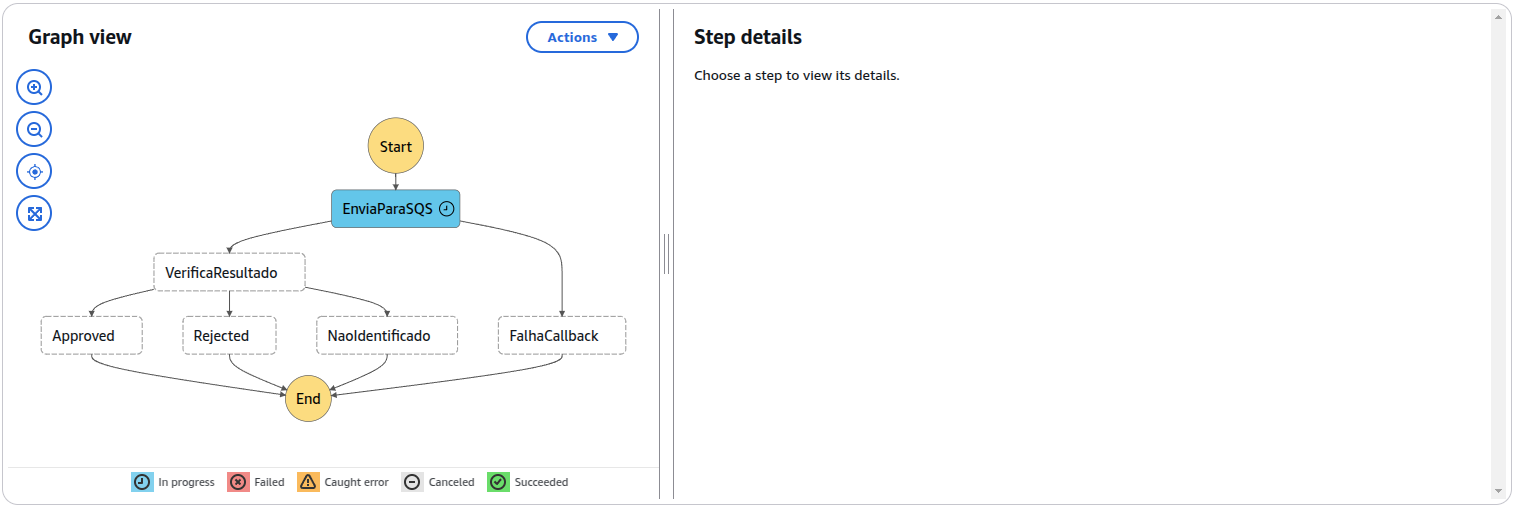 Graph view
Actions
Start
EnviaParaSQS
VerificaResultado
Approved
Rejected
NaoIdentificado
FalhaCallback
End
In progress
Failed
Caught error
Canceled
Succeeded
Step details
Choose a step to view its details.